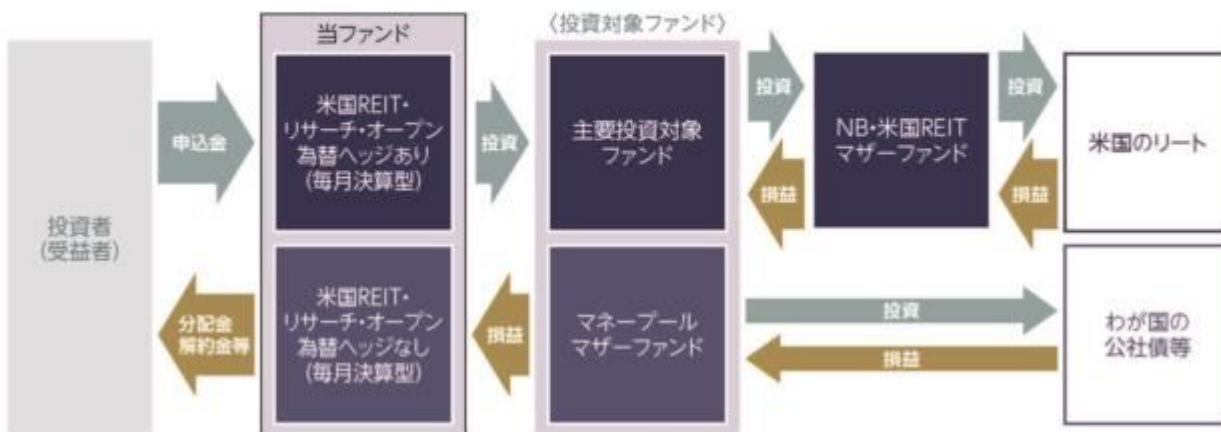 投資者
(受益者)
申込金
分配金
解約金等
当ファンド
米国REIT・
リサーチ・オープン
為替ヘッジあり
(毎月決算型)
米国REIT・
リサーチ・オープン
為替ヘッジなし
(毎月決算型)
投資
損益
〈投資対象ファンド〉
主要投資対象
ファンド
マネープール
マザーファンド
投資
損益
NB・米国REIT
マザーファンド
投資
損益
米国のリート
投資
損益
わが国の
公社債等